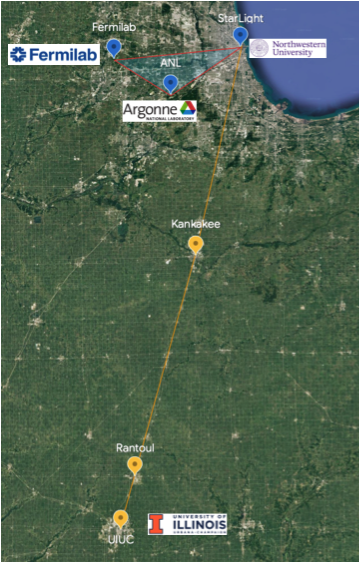 StarLight
Fermilab
Fermilab
Northwestern
University
ANL
Argonne
NATIONAL LABORATORY
Kankakee
Rantoul
UNIVERSITY OF
ILLINOIS
URBANA-CHAMPAIGN
UIUC